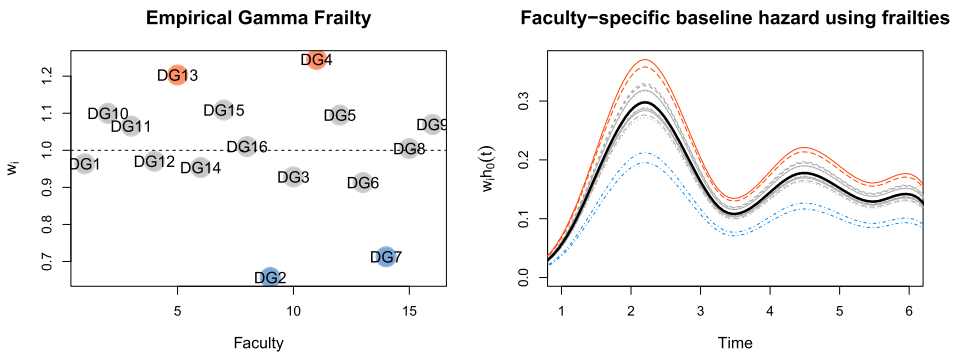 Empirical Gamma Frailty
wᵢ
0.7
0.8
0.9
1.0
1.1
1.2
DG1
DG10
DG11
DG12
DG13
DG14
DG15
DG16
DG2
DG3
DG4
DG5
DG6
DG7
DG8
DG9
5
10
15
Faculty
Faculty−specific baseline hazard using frailties
wᵢh₀(t)
0.0
0.1
0.2
0.3
1
2
3
4
5
6
Time